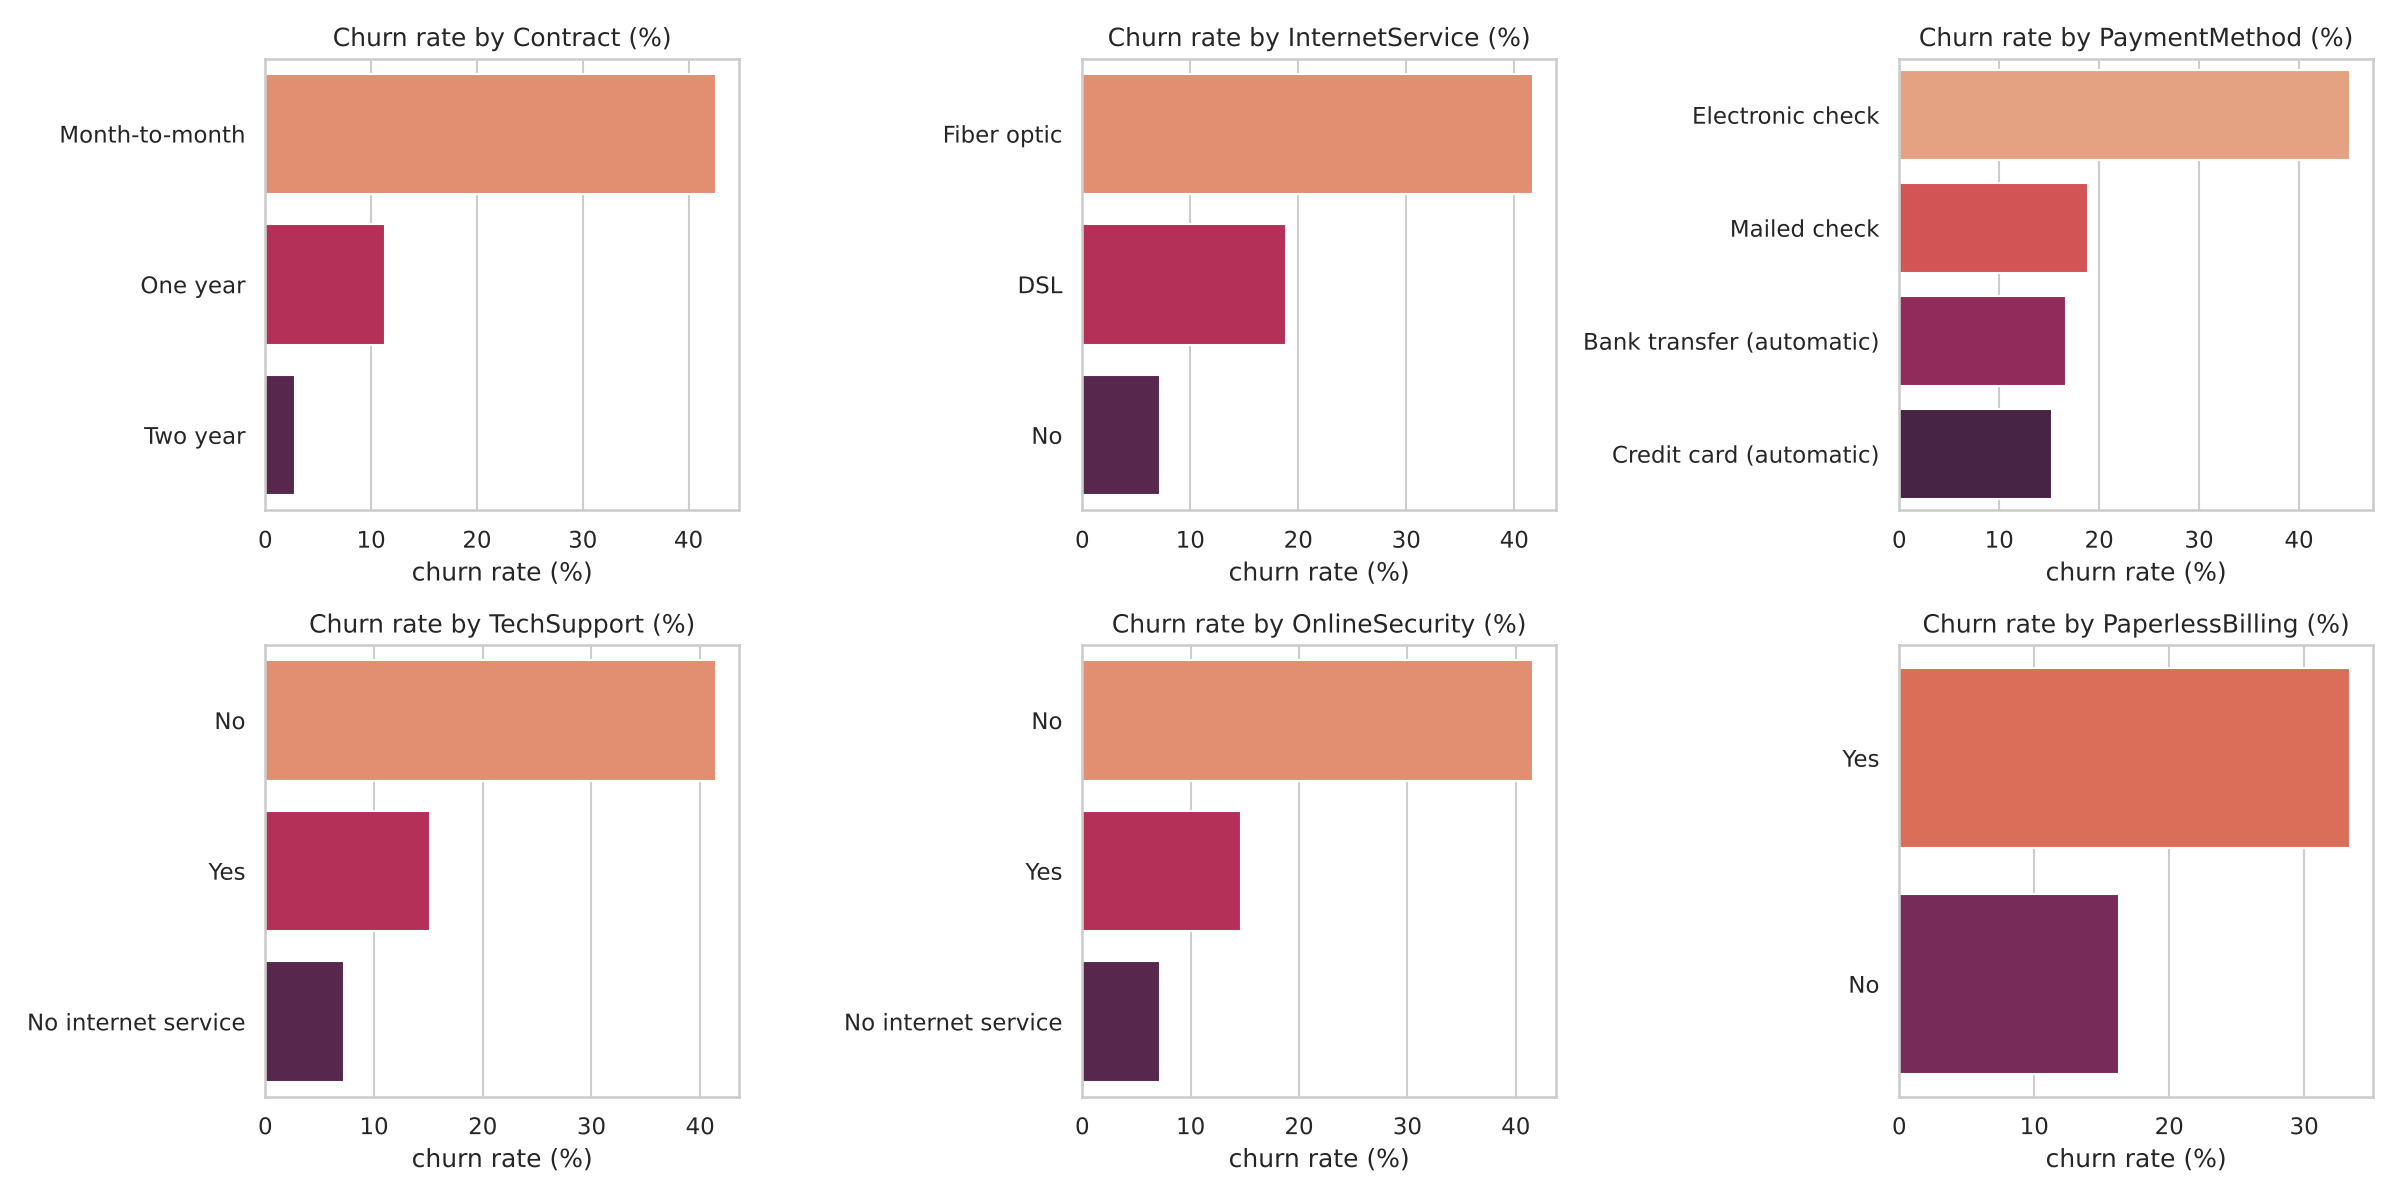 Churn rate by Contract (%)
Month-to-month
One year
Two year
0 10 20 30 40
churn rate (%)
Churn rate by InternetService (%)
Fiber optic
DSL
No
0 10 20 30 40
churn rate (%)
Churn rate by PaymentMethod (%)
Electronic check
Mailed check
Bank transfer (automatic)
Credit card (automatic)
0 10 20 30 40
churn rate (%)
Churn rate by TechSupport (%)
No
Yes
No internet service
0 10 20 30 40
churn rate (%)
Churn rate by OnlineSecurity (%)
No
Yes
No internet service
0 10 20 30 40
churn rate (%)
Churn rate by PaperlessBilling (%)
Yes
No
0 10 20 30
churn rate (%)